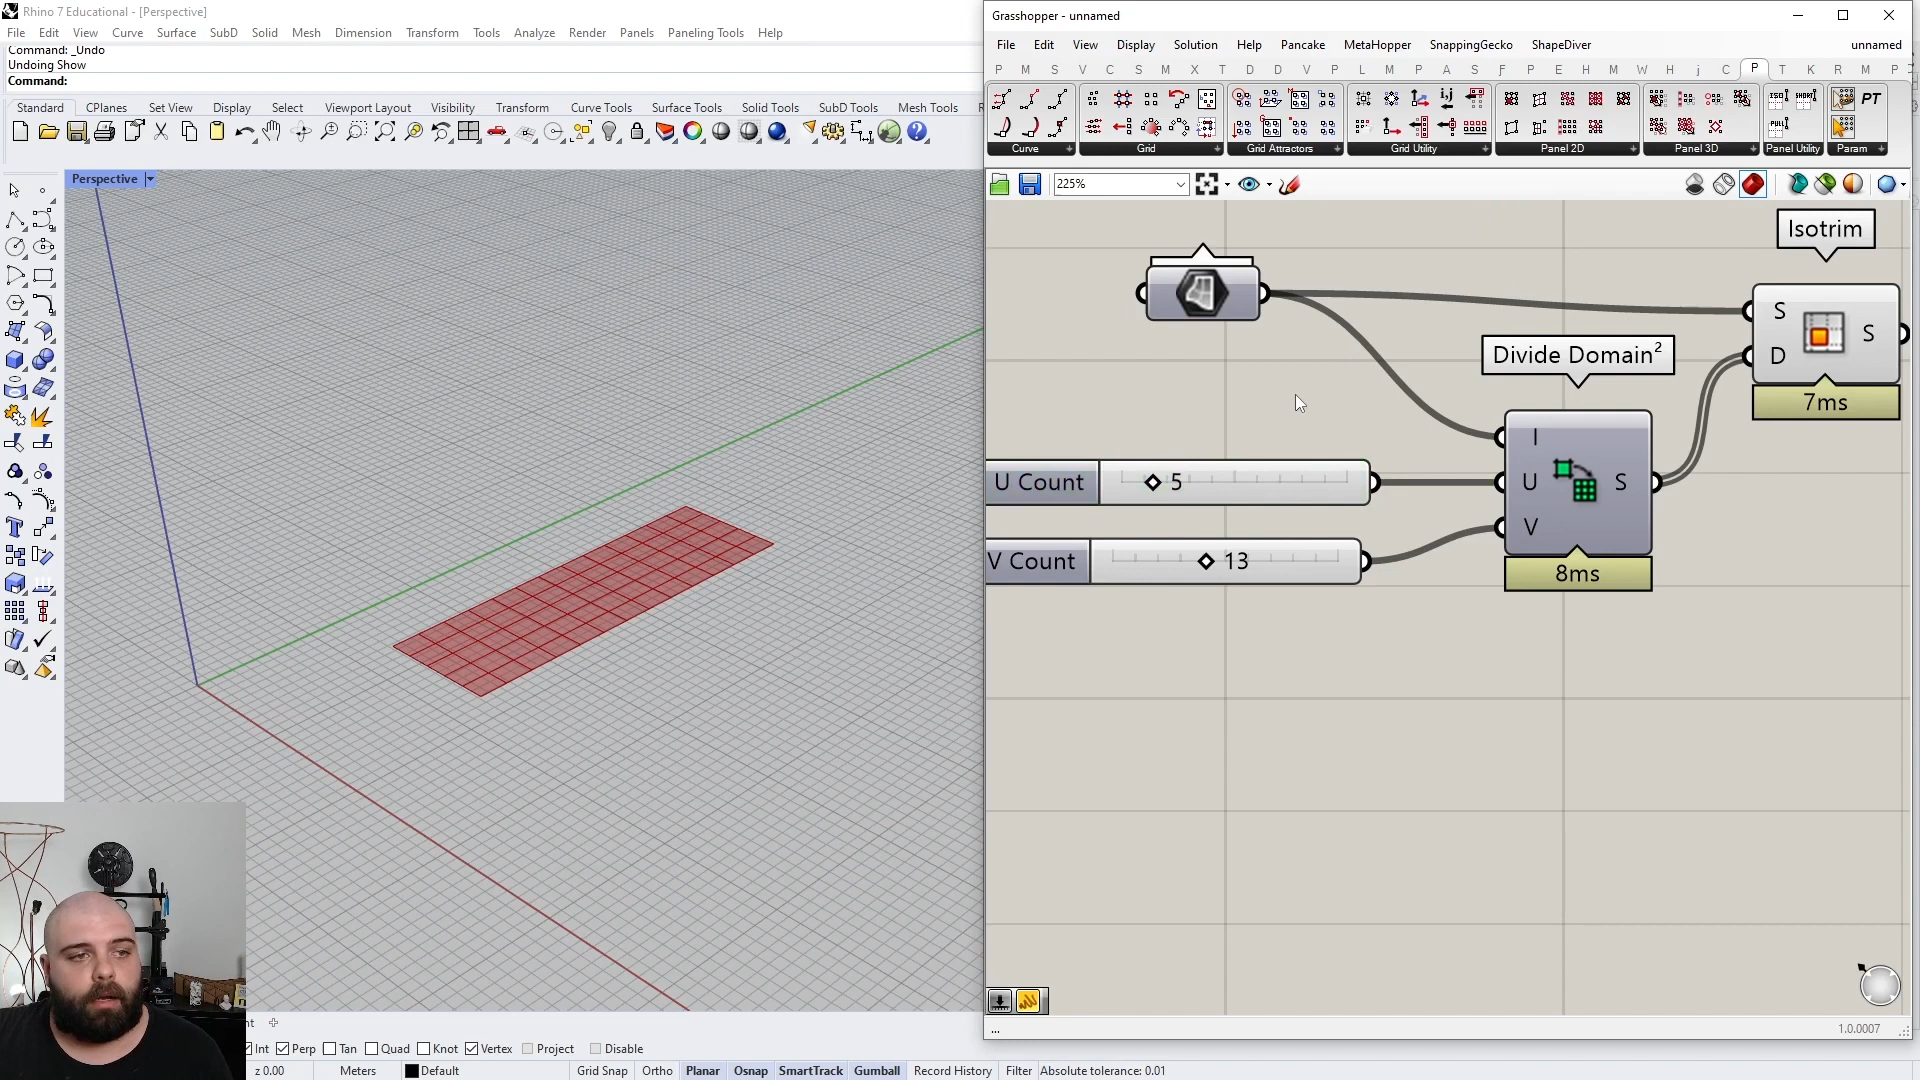 Rhino 7 Educational - [Perspective]
File Edit View Curve Surface SubD Solid Mesh Dimension Transform Tools Analyze Render Panels Paneling Tools Help
Command: _Undo
Undoing Show
Command:
Standard CPlanes Set View Display Select Viewport Layout Visibility Transform Curve Tools Surface Tools Solid Tools SubD Tools Mesh Tools
Perspective
Int Perp Tan Quad Knot Vertex Project Disable
z 0.00 Meters Default Grid Snap Ortho Planar Osnap SmartTrack Gumball Record History Filter Absolute tolerance: 0.01
Grasshopper - unnamed
File Edit View Display Solution Help Pancake MetaHopper SnappingGecko ShapeDiver unnamed
P M S V C S M X T D D V P L M P A S F P E H M W H j C P T K R M P
Curve Grid Grid Attractors Grid Utility Panel 2D Panel 3D Panel Utility Param
PT
225%
Isotrim
S
D
S
7ms
Divide Domain²
I
U
V
S
8ms
U Count 5
V Count 13
...
1.0.0007